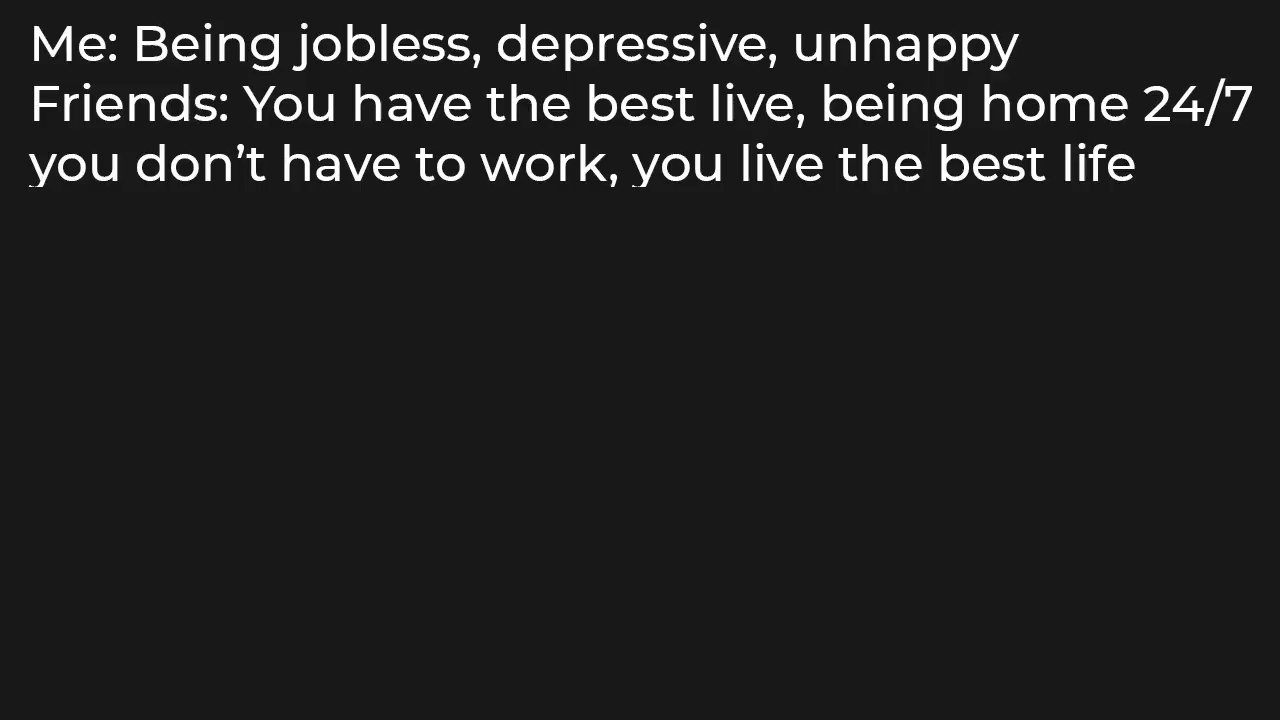 Me: Being jobless, depressive, unhappy
Friends: You have the best live, being home 24/7
you don’t have to work, you live the best life